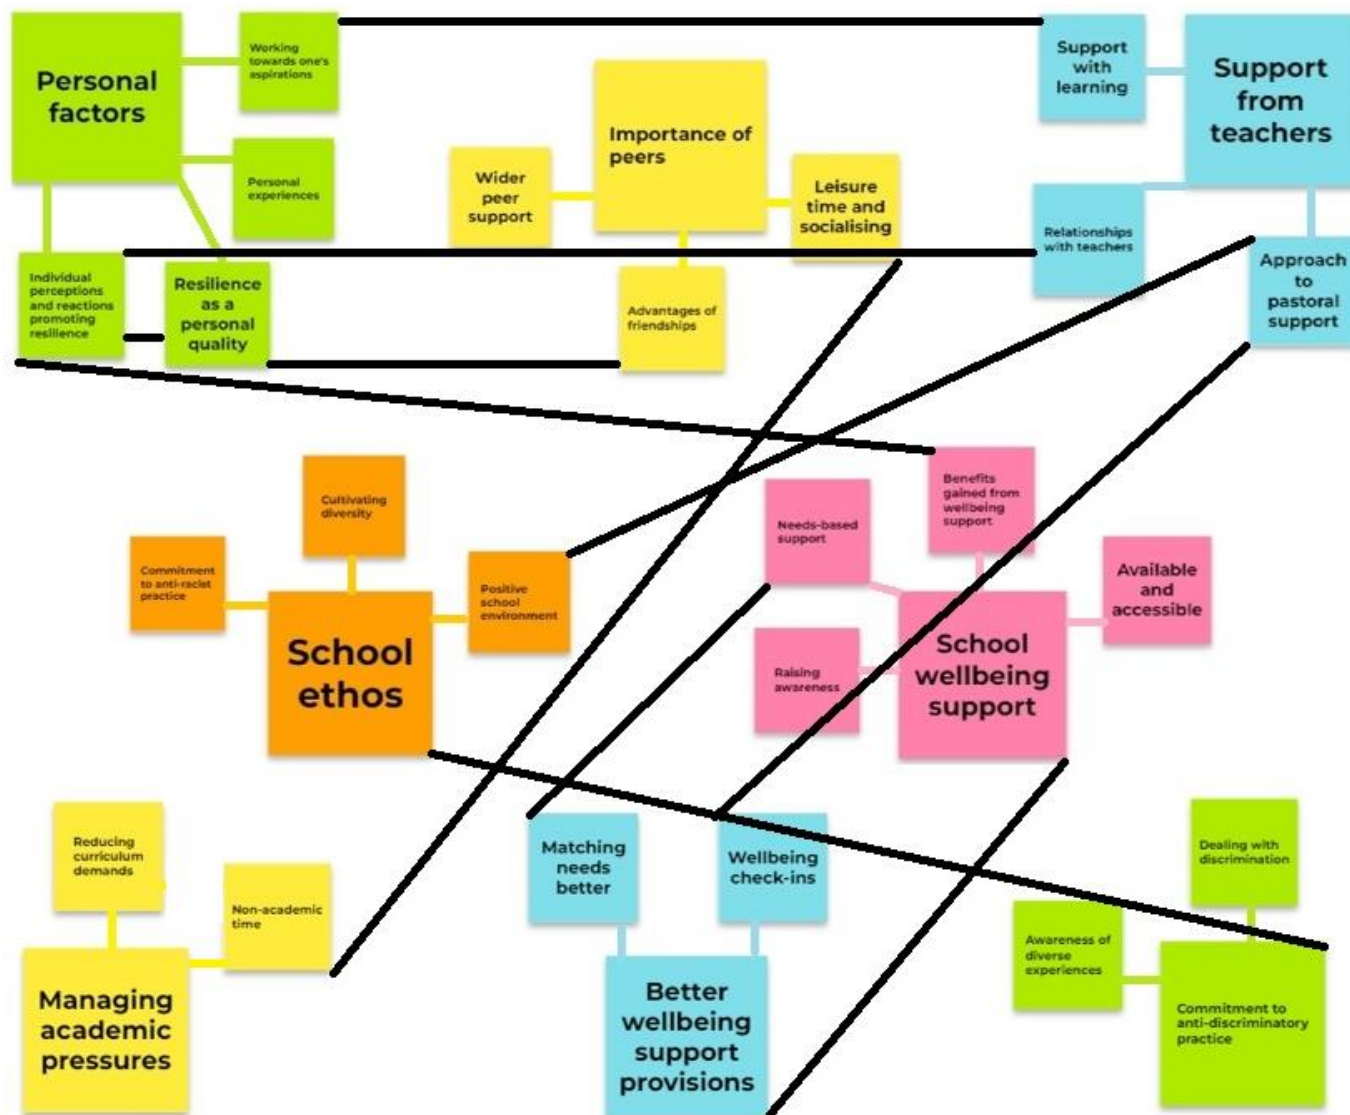 Personal
factors
Working
towards one's
aspirations
Personal
experiences
Individual
perceptions
and reactions
promoting
resilience
Resilience
as a
personal
quality
Importance of
peers
Wider
peer
support
Leisure
time and
socialising
Advantages of
friendships
Support
with
learning
Support
from
teachers
Relationships
with teachers
Approach
to
pastoral
support
Cultivating
diversity
Commitment
to anti-racist
practice
Positive
school
environment
School
ethos
Needs-based
support
Benefits
gained from
wellbeing
support
Available
and
accessible
Raising
awareness
School
wellbeing
support
Reducing
curriculum
demands
Non-academic
time
Managing
academic
pressures
Matching
needs
better
Wellbeing
check-ins
Better
wellbeing
support
provisions
Dealing with
discrimination
Awareness of
diverse
experiences
Commitment to
anti-discriminatory
practice